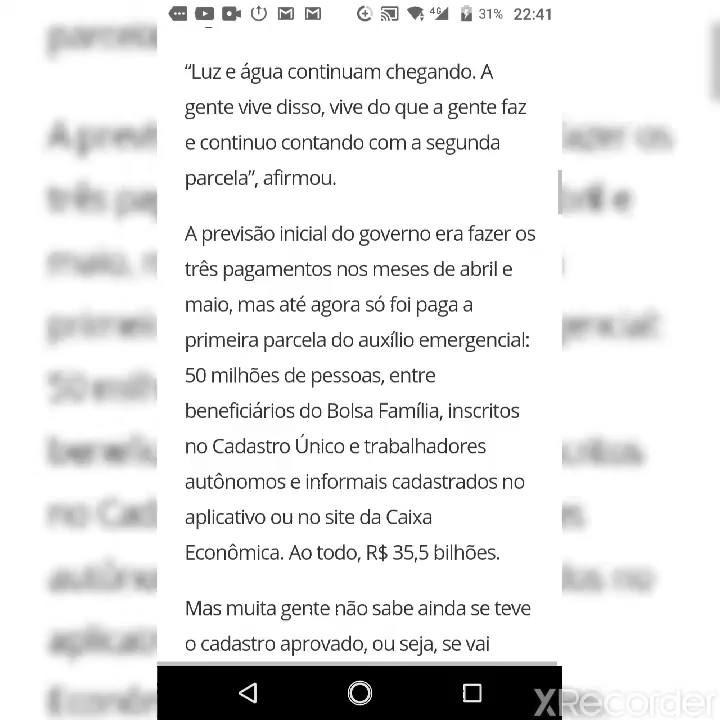 31% 22:41
4G
“Luz e água continuam chegando. A
gente vive disso, vive do que a gente faz
e continuo contando com a segunda
parcela”, afirmou.
A previsão inicial do governo era fazer os
três pagamentos nos meses de abril e
maio, mas até agora só foi paga a
primeira parcela do auxílio emergencial:
50 milhões de pessoas, entre
beneficiários do Bolsa Família, inscritos
no Cadastro Único e trabalhadores
autônomos e informais cadastrados no
aplicativo ou no site da Caixa
Econômica. Ao todo, R$ 35,5 bilhões.
Mas muita gente não sabe ainda se teve
o cadastro aprovado, ou seja, se vai
XRecorder